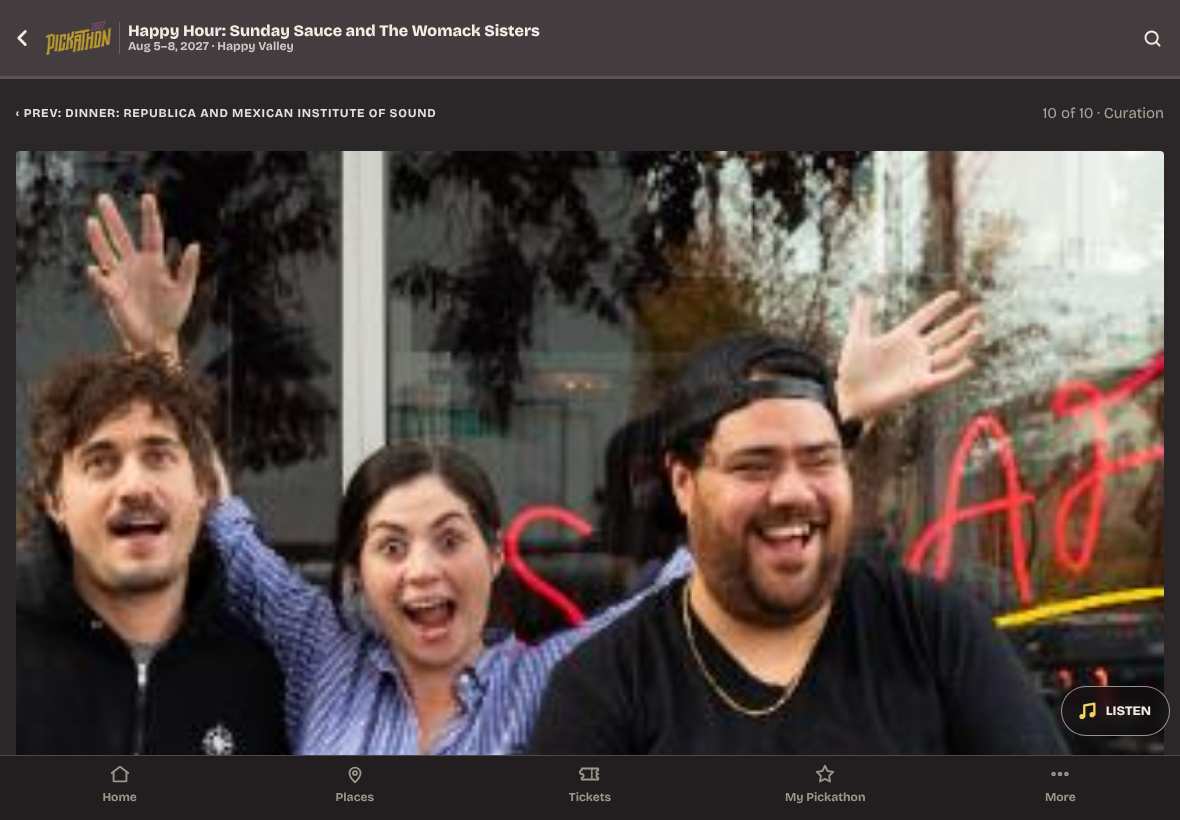 PICKATHON
Happy Hour: Sunday Sauce and The Womack Sisters
Aug 5–8, 2027 · Happy Valley
‹ PREV: DINNER: REPUBLICA AND MEXICAN INSTITUTE OF SOUND
10 of 10 · Curation
LISTEN
Home
Places
Tickets
My Pickathon
More